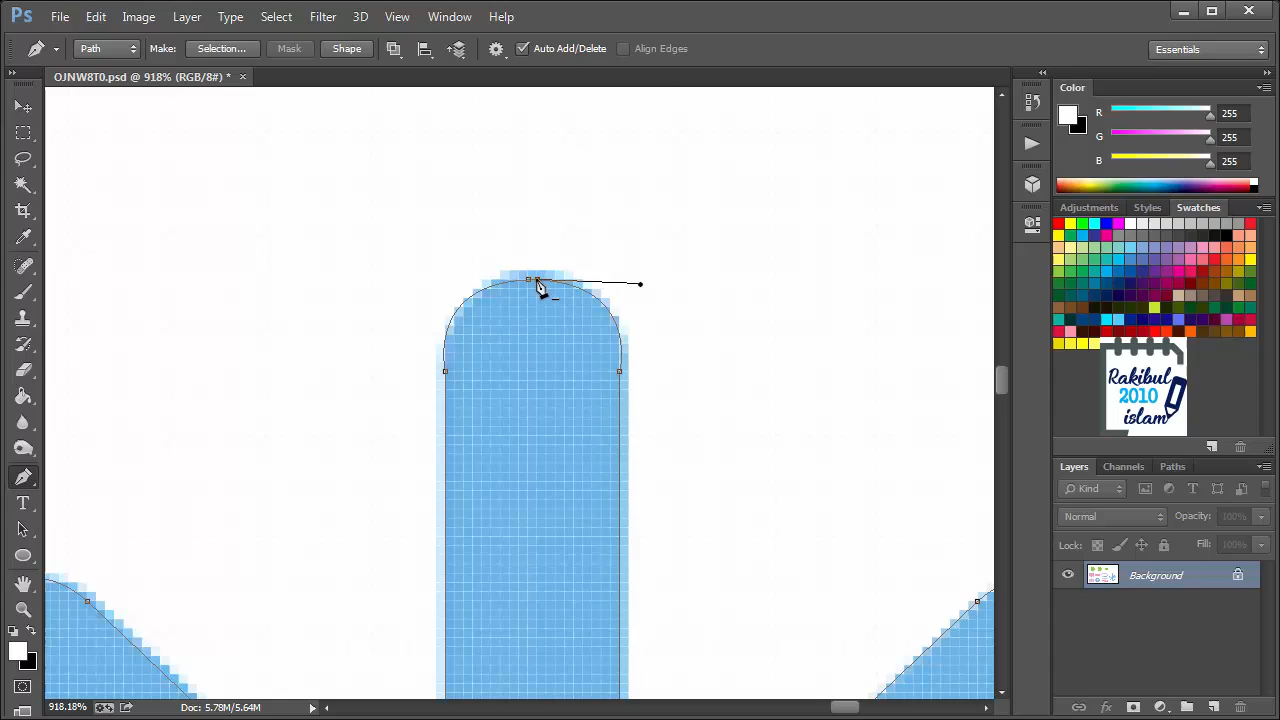 Ps File Edit Image Layer Type Select Filter 3D View Window Help
Path Make: Selection... Mask Shape Auto Add/Delete Align Edges Essentials
OJNW8T0.psd @ 918% (RGB/8#) *
Color
R 255
G 255
B 255
Adjustments Styles Swatches
Rakibul
2010
islam
Layers Channels Paths
Kind
Normal Opacity: 100%
Lock: Fill: 100%
Background
918.18% Doc: 5.78M/5.64M